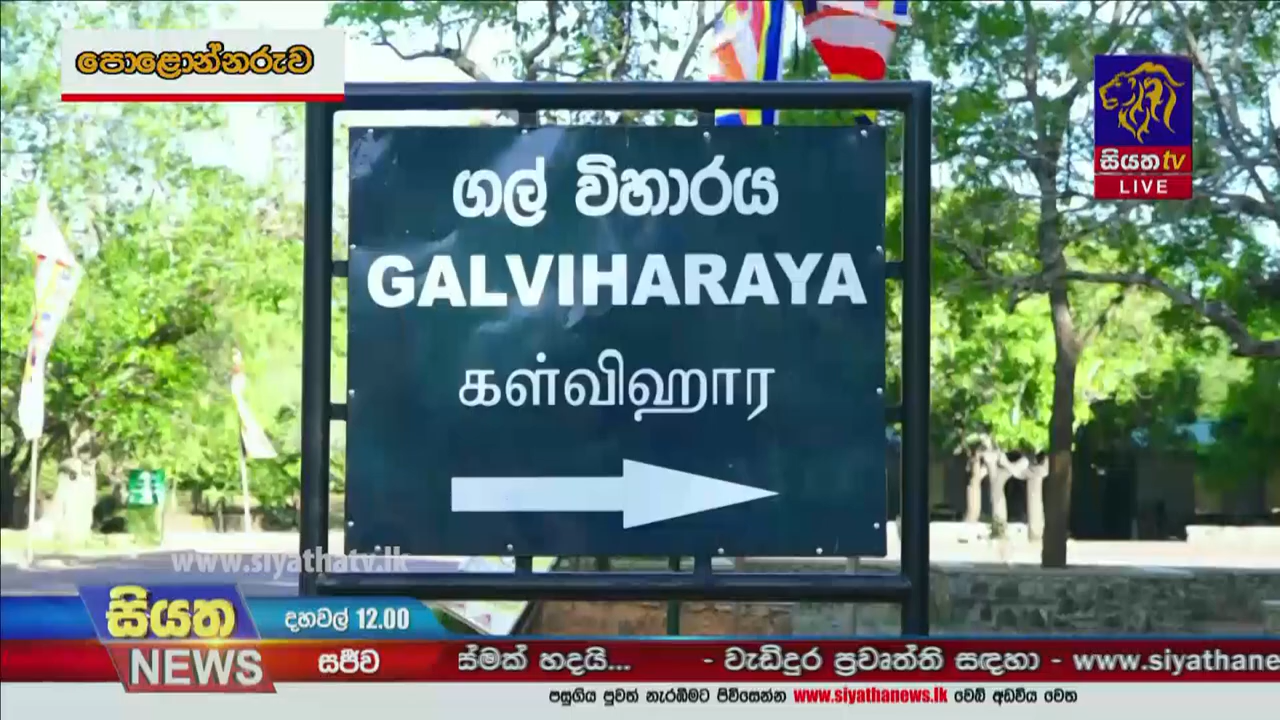 පොළොන්නරුව
සියත tv
LIVE
ගල් විහාරය
GALVIHARAYA
கள்விஹார
www.siyathatv.lk
සියත
NEWS
දහවල් 12.00
සජීව
ස්මක් හදයි... - වැඩිදුර ප්‍රවෘත්ති සඳහා - www.siyathane
පසුගිය පුවත් නැරඹීමට පිවිසෙන්න www.siyathanews.lk වෙබ් අඩවිය වෙත